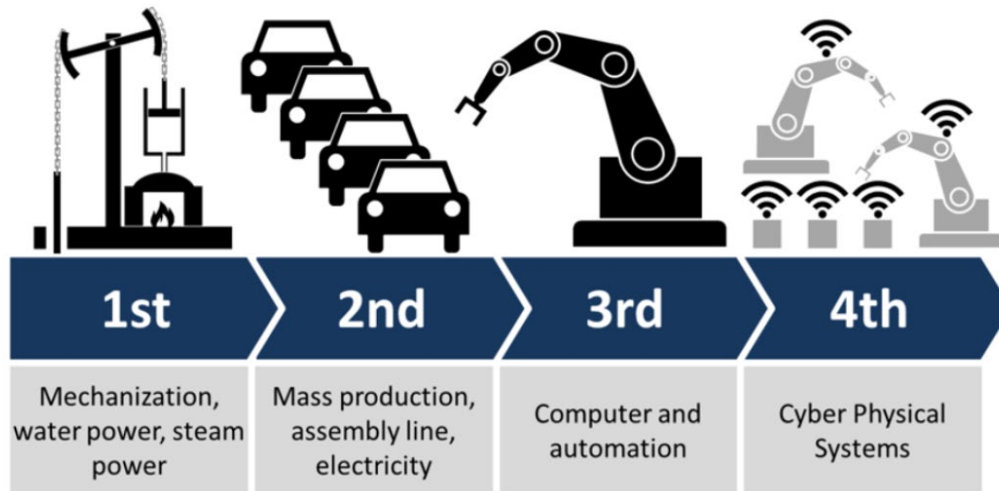 1st
2nd
3rd
4th
Mechanization,
water power, steam
power
Mass production,
assembly line,
electricity
Computer and
automation
Cyber Physical
Systems